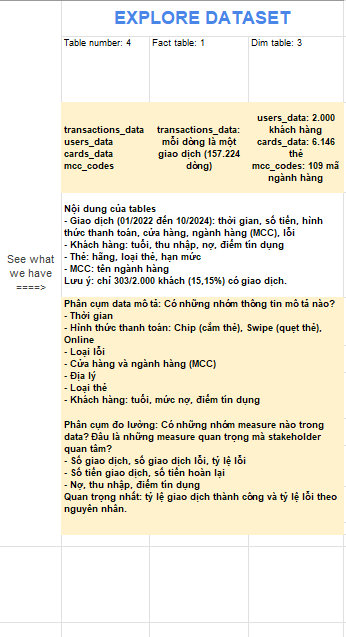 EXPLORE DATASET
Table number: 4
Fact table: 1
Dim table: 3
transactions_data
users_data
cards_data
mcc_codes
transactions_data:
mỗi dòng là một
giao dịch (157.224
dòng)
users_data: 2.000
khách hàng
cards_data: 6.146
thẻ
mcc_codes: 109 mã
ngành hàng
See what
we have
====>
Nội dung của tables
- Giao dịch (01/2022 đến 10/2024): thời gian, số tiền, hình
thức thanh toán, cửa hàng, ngành hàng (MCC), lỗi
- Khách hàng: tuổi, thu nhập, nợ, điểm tín dụng
- Thẻ: hãng, loại thẻ, hạn mức
- MCC: tên ngành hàng
Lưu ý: chỉ 303/2.000 khách (15,15%) có giao dịch.
Phân cụm data mô tả: Có những nhóm thông tin mô tả nào?
- Thời gian
- Hình thức thanh toán: Chip (cắm thẻ), Swipe (quẹt thẻ),
Online
- Loại lỗi
- Cửa hàng và ngành hàng (MCC)
- Địa lý
- Loại thẻ
- Khách hàng: tuổi, mức nợ, điểm tín dụng
Phân cụm đo lường: Có những nhóm measure nào trong
data? Đâu là những measure quan trọng mà stakeholder
quan tâm?
- Số giao dịch, số giao dịch lỗi, tỷ lệ lỗi
- Số tiền giao dịch, số tiền hoàn lại
- Nợ, thu nhập, điểm tín dụng
Quan trọng nhất: tỷ lệ giao dịch thành công và tỷ lệ lỗi theo
nguyên nhân.